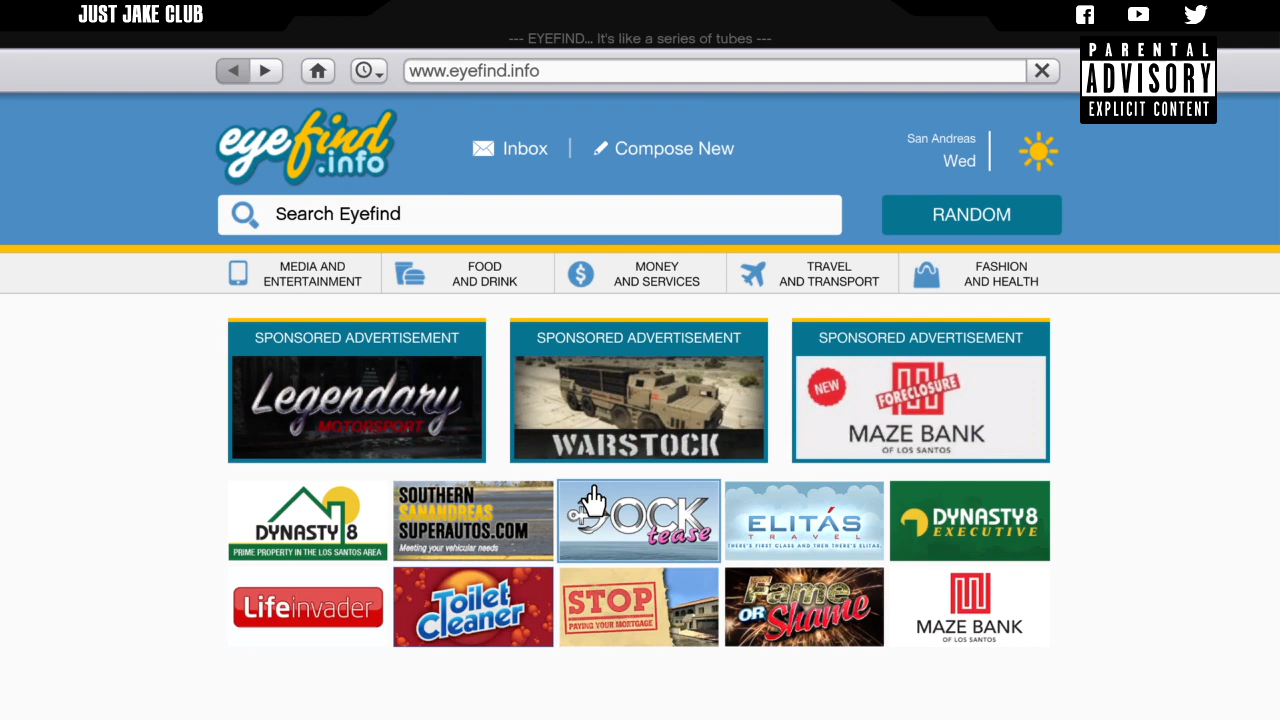 JUST JAKE CLUB
--- EYEFIND... It's like a series of tubes ---
www.eyefind.info
PARENTAL
ADVISORY
EXPLICIT CONTENT
eyefind
.info
Inbox
Compose New
San Andreas
Wed
Search Eyefind
RANDOM
MEDIA AND
ENTERTAINMENT
FOOD
AND DRINK
MONEY
AND SERVICES
TRAVEL
AND TRANSPORT
FASHION
AND HEALTH
SPONSORED ADVERTISEMENT
Legendary
MOTORSPORT
SPONSORED ADVERTISEMENT
WARSTOCK
SPONSORED ADVERTISEMENT
NEW
FORECLOSURE
MAZE BANK
OF LOS SANTOS
DYNASTY 8
PRIME PROPERTY IN THE LOS SANTOS AREA
SOUTHERN
SANANDREAS
SUPERAUTOS.COM
Meeting your vehicular needs
DOCK
tease
ELITÁS
TRAVEL
THERE'S FIRST CLASS AND THEN THERE'S ELITAS.
DYNASTY 8
EXECUTIVE
Lifeinvader
Toilet
Cleaner
STOP
PAYING YOUR MORTGAGE
Fame
OR Shame
MAZE BANK
OF LOS SANTOS